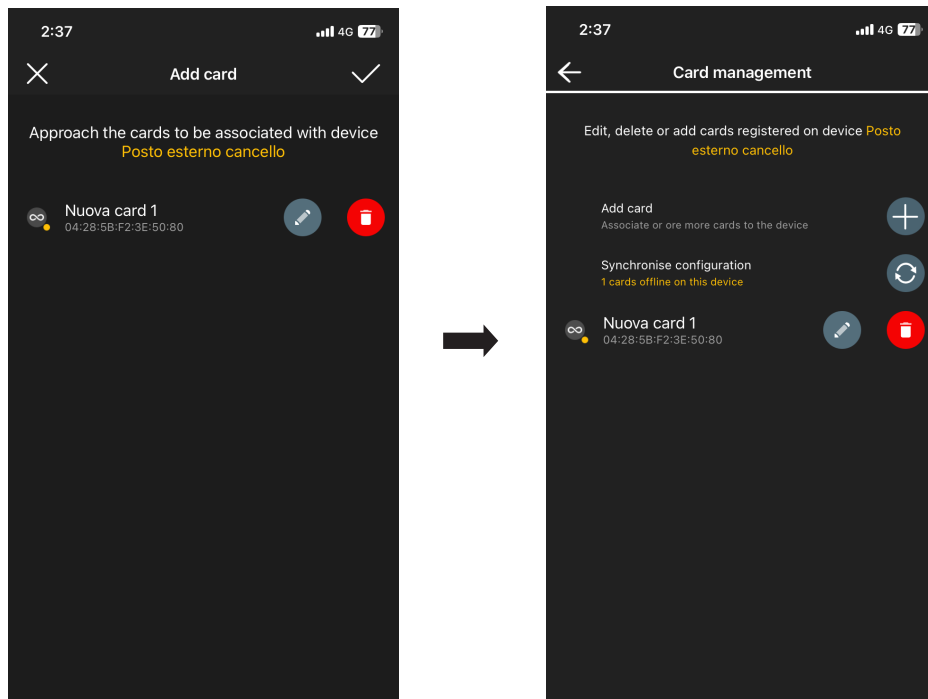 2:37
4G 77
Add card
Approach the cards to be associated with device
Posto esterno cancello
Nuova card 1
04:28:5B:F2:3E:50:80
2:37
4G 77
Card management
Edit, delete or add cards registered on device Posto
esterno cancello
Add card
Associate or ore more cards to the device
Synchronise configuration
1 cards offline on this device
Nuova card 1
04:28:5B:F2:3E:50:80